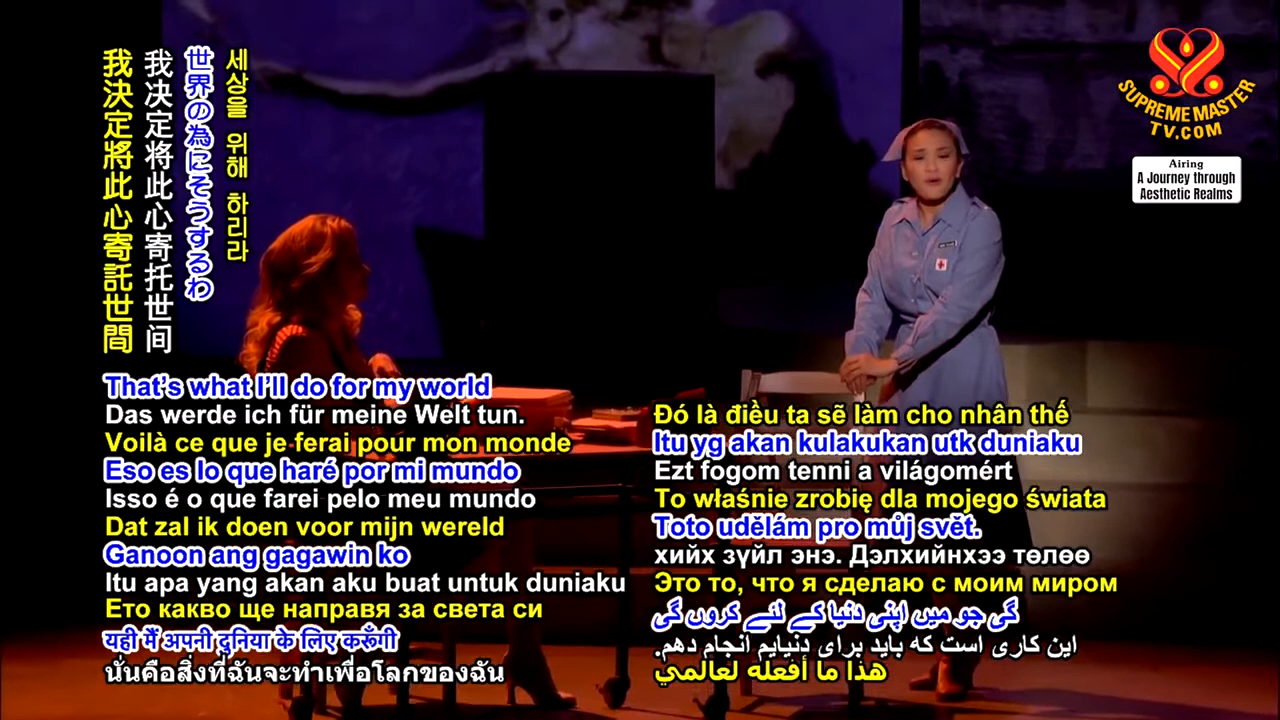 세상을 위해 하리라
世界の為にそうするわ
我决定将此心寄托世间
我決定將此心寄託世間
SUPREME MASTER
TV.COM
Airing
A Journey through
Aesthetic Realms
That's what I'll do for my world
Das werde ich für meine Welt tun.
Voilà ce que je ferai pour mon monde
Eso es lo que haré por mi mundo
Isso é o que farei pelo meu mundo
Dat zal ik doen voor mijn wereld
Ganoon ang gagawin ko
Itu apa yang akan aku buat untuk duniaku
Ето какво ще направя за света си
यही मैं अपनी दुनिया के लिए करूँगी
นั่นคือสิ่งที่ฉันจะทำเพื่อโลกของฉัน
Đó là điều ta sẽ làm cho nhân thế
Itu yg akan kulakukan utk duniaku
Ezt fogom tenni a világomért
To właśnie zrobię dla mojego świata
Toto udělám pro můj svět.
хийх зүйл энэ. Дэлхийнхээ төлөө
Это то, что я сделаю с моим миром
گی جو میں اپنی دنیا کے لئے کروں گی
این کاری است که باید برای دنیایم انجام دهم.
هذا ما أفعله لعالمي